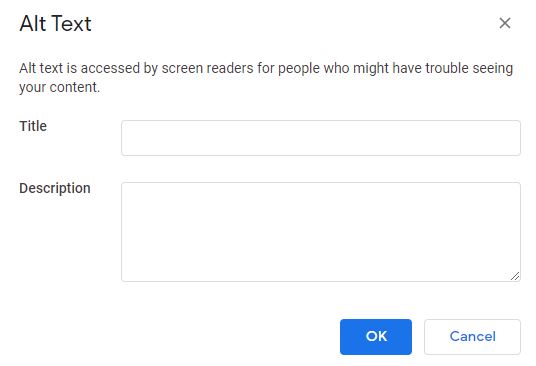 Alt Text
Alt text is accessed by screen readers for people who might have trouble seeing
your content.
Title
Description
OK
Cancel